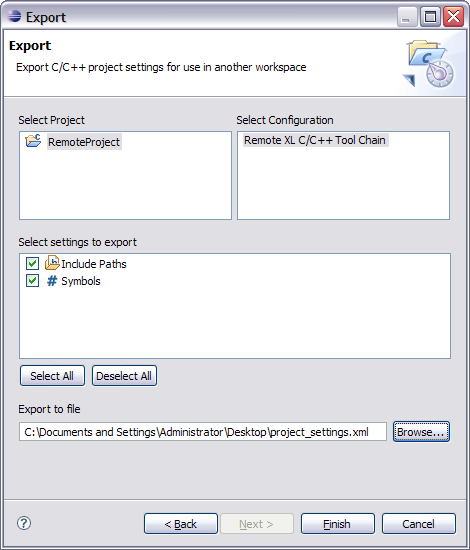 Export
Export
Export C/C++ project settings for use in another workspace
Select Project
Select Configuration
RemoteProject
Remote XL C/C++ Tool Chain
Select settings to export
Include Paths
# Symbols
Select All
Deselect All
Export to file
C:\Documents and Settings\Administrator\Desktop\project_settings.xml
Browse...
?
< Back
Next >
Finish
Cancel